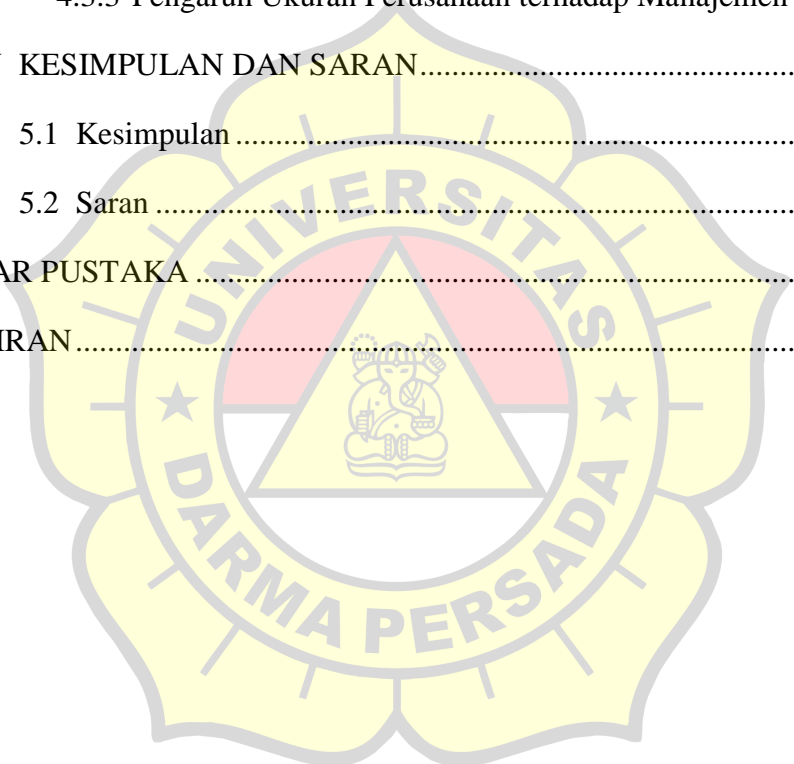 4.3.3 Pengaruh Ukuran Perusahaan terhadap Manajemen
KESIMPULAN DAN SARAN........................................................
5.1 Kesimpulan....................................................................................
5.2 Saran................................................................................................
AR PUSTAKA..........................................................................................
IRAN............................................................................................................
UNIVERSITAS
DARMA PERSADA